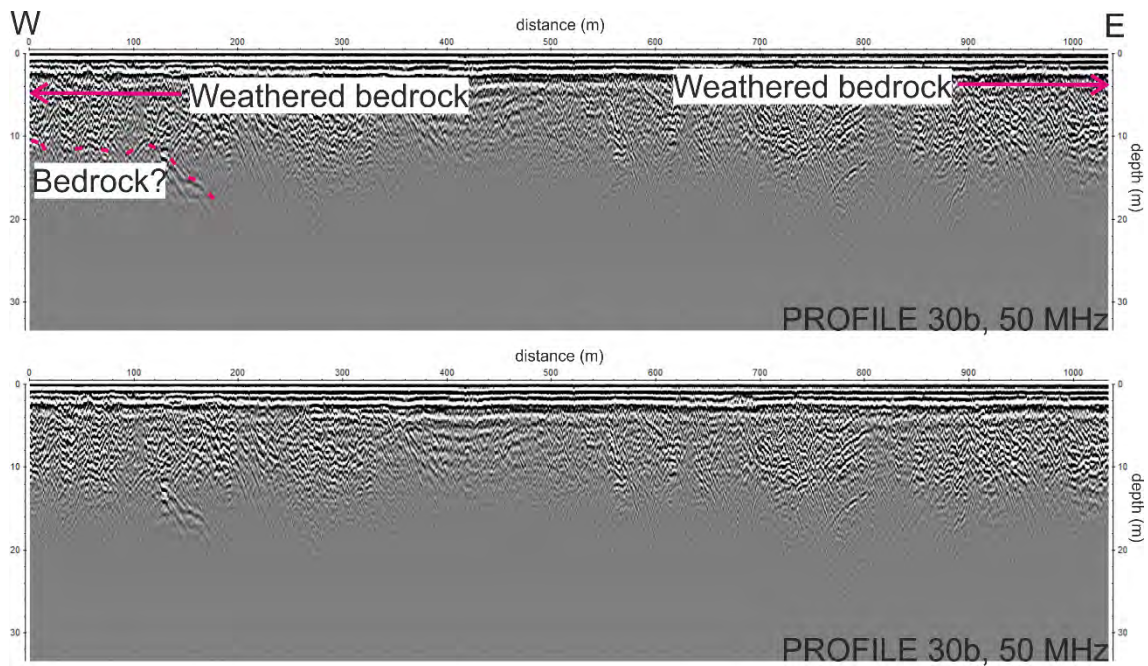 W E
distance (m)
0 100 200 300 400 500 600 700 800 900 1000
0 0
Weathered bedrock Weathered bedrock
10 10
depth (m)
Bedrock?
20 20
30 30
PROFILE 30b, 50 MHz
distance (m)
0 100 200 300 400 500 600 700 800 900 1000
0 0
10 10
depth (m)
20 20
30 30
PROFILE 30b, 50 MHz